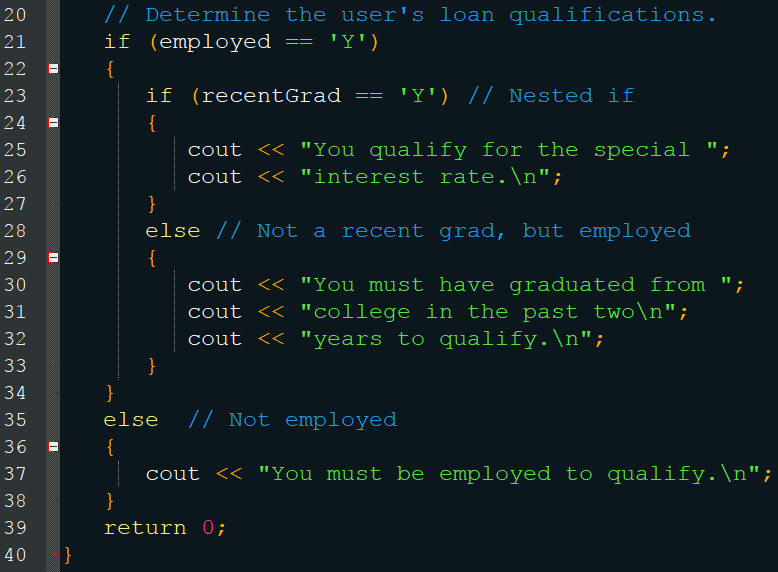 20 // Determine the user's loan qualifications.
21 if (employed == 'Y')
22 {
23 if (recentGrad == 'Y') // Nested if
24 {
25 cout << "You qualify for the special ";
26 cout << "interest rate.\n";
27 }
28 else // Not a recent grad, but employed
29 {
30 cout << "You must have graduated from ";
31 cout << "college in the past two\n";
32 cout << "years to qualify.\n";
33 }
34 }
35 else // Not employed
36 {
37 cout << "You must be employed to qualify.\n";
38 }
39 return 0;
40 }